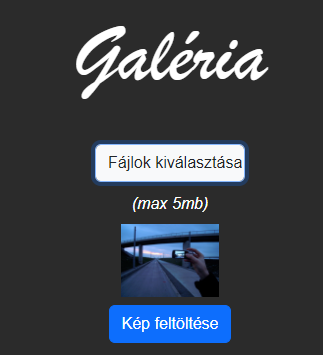 Galéria
Fájlok kiválasztása
(max 5mb)
Kép feltöltése